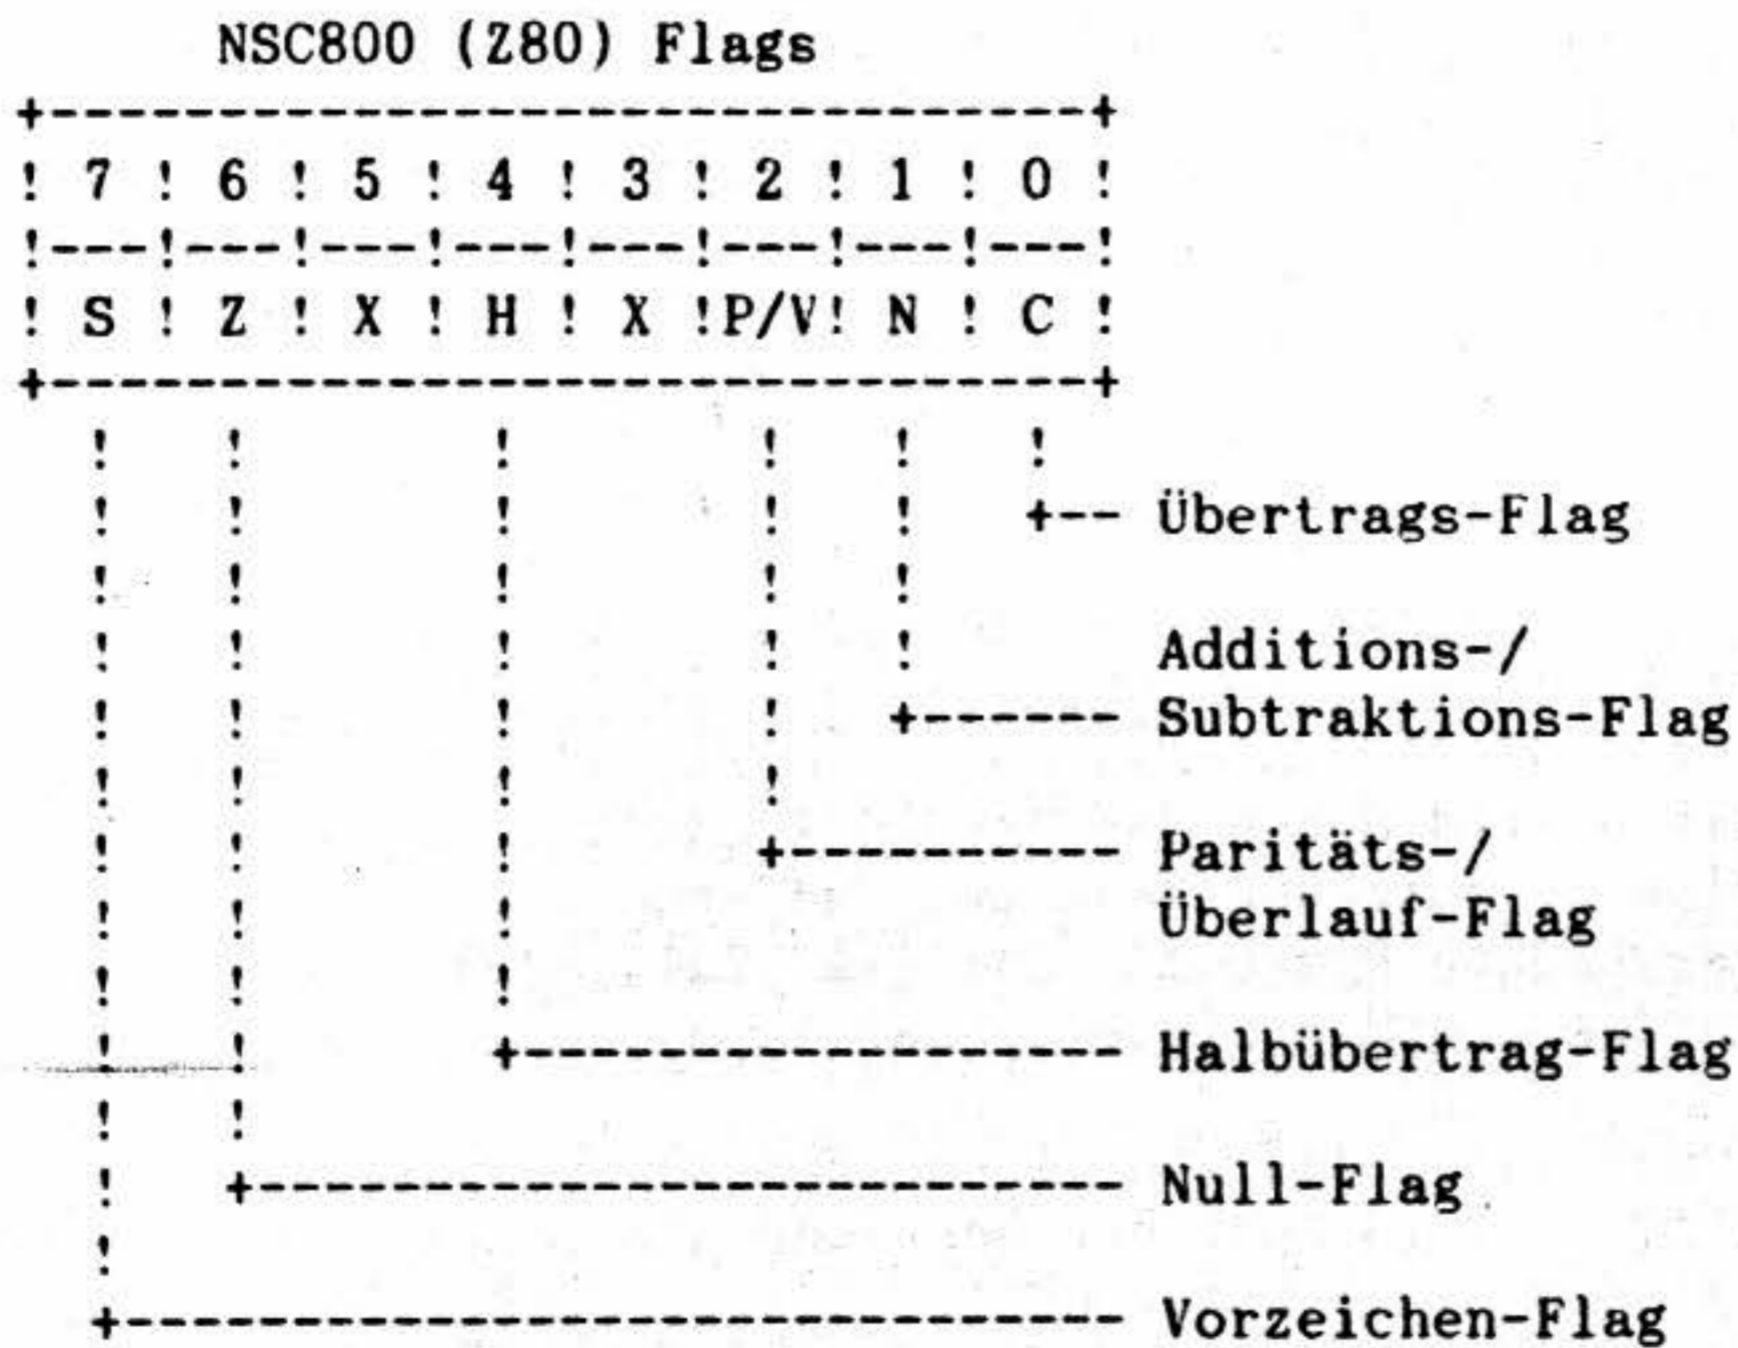 NSC800 (Z80) Flags
+-------------------------------+
! 7 ! 6 ! 5 ! 4 ! 3 ! 2 ! 1 ! 0 !
!---!---!---!---!---!---!---!---!
! S ! Z ! X ! H ! X !P/V! N ! C !
+-------------------------------+
  !   !       !       !   !   !
  !   !       !       !   !   +-- Übertrags-Flag
  !   !       !       !   !
  !   !       !       !   !       Additions-/
  !   !       !       !   +------ Subtraktions-Flag
  !   !       !       !
  !   !       !       +---------- Paritäts-/
  !   !       !                   Überlauf-Flag
  !   !       !
  !   !       +------------------ Halbübertrag-Flag
  !   !
  !   +-------------------------- Null-Flag
  !
  +------------------------------ Vorzeichen-Flag